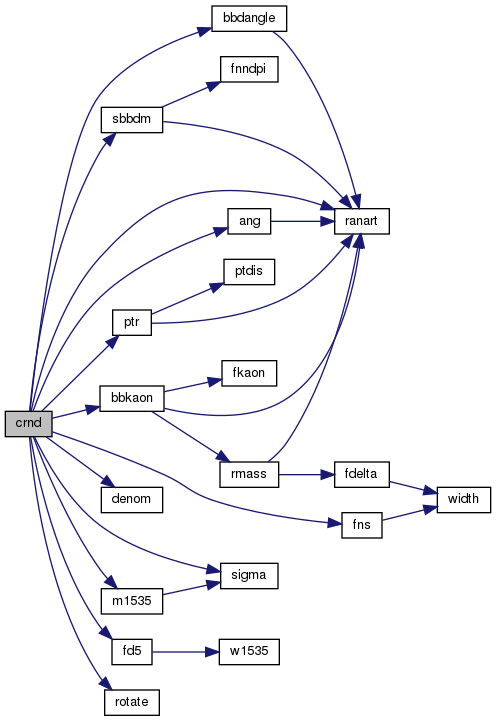 bbdangle
fnndpi
sbbdm
ang
ranart
ptdis
ptr
fkaon
bbkaon
crnd
rmass
fdelta
denom
width
fns
sigma
m1535
fd5
w1535
rotate